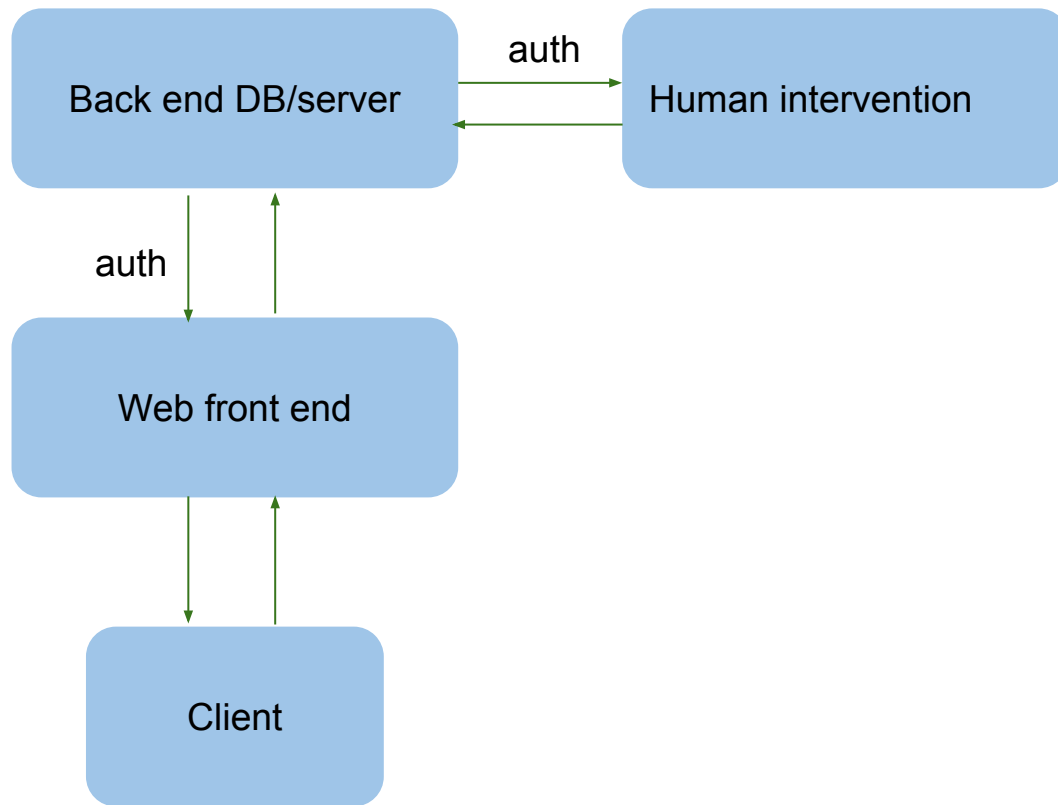 auth
Back end DB/server
Human intervention
auth
Web front end
Client